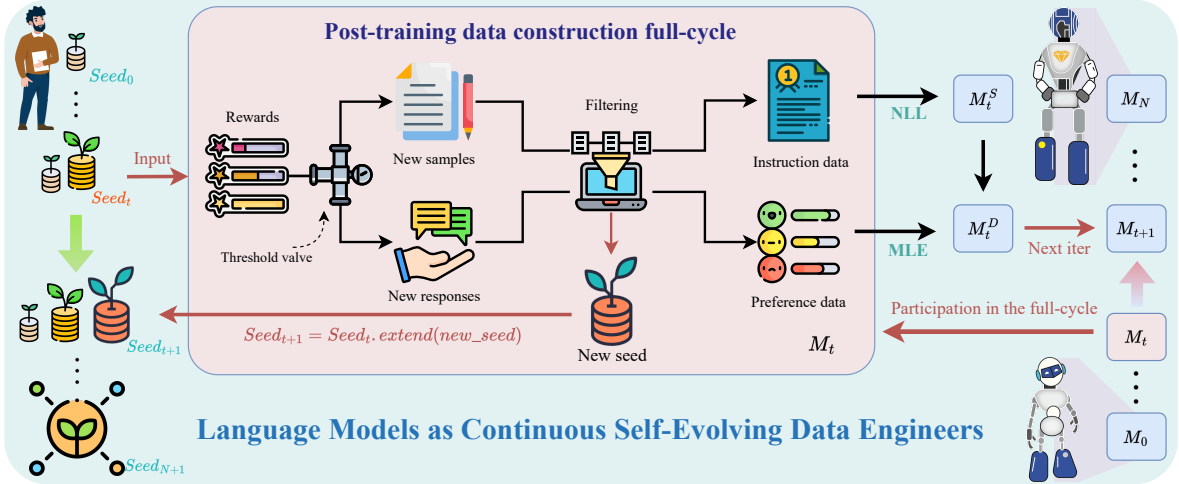 Post-training data construction full-cycle
Seed_0
Seed_t
Input
Rewards
Threshold valve
New samples
New responses
Filtering
Instruction data
Preference data
NLL
MLE
M_t^S
M_t^D
Next iter
M_N
M_{t+1}
Participation in the full-cycle
M_t
M_0
Seed_{t+1} = Seed_t.extend(new_seed)
New seed
M_t
Seed_{t+1}
Seed_{N+1}
1
Language Models as Continuous Self-Evolving Data Engineers